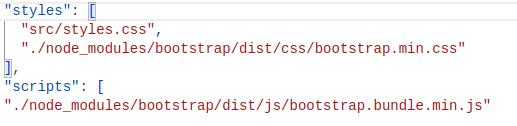 "styles": [
"src/styles.css",
"./node_modules/bootstrap/dist/css/bootstrap.min.css"
],
"scripts": [
"./node_modules/bootstrap/dist/js/bootstrap.bundle.min.js"